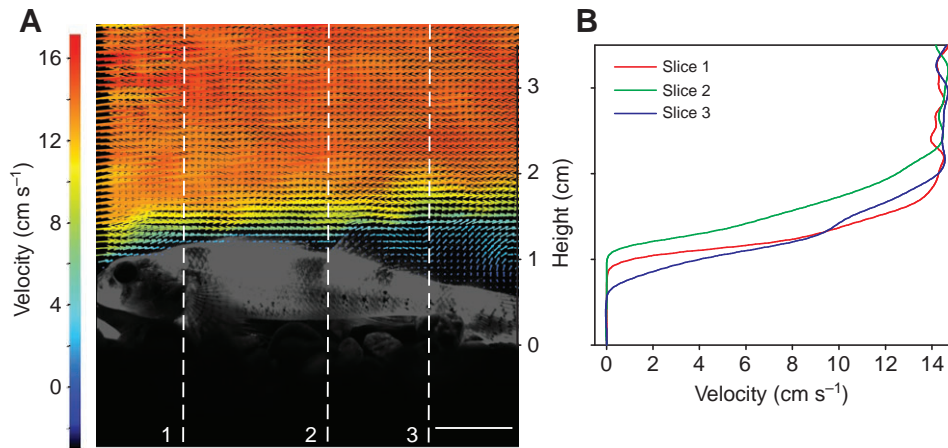 A
Velocity (cm s⁻¹)
16
12
8
4
0
1
2
3
Height (cm)
3
2
1
0
B
Slice 1
Slice 2
Slice 3
0 2 4 6 8 10 12 14
Velocity (cm s⁻¹)